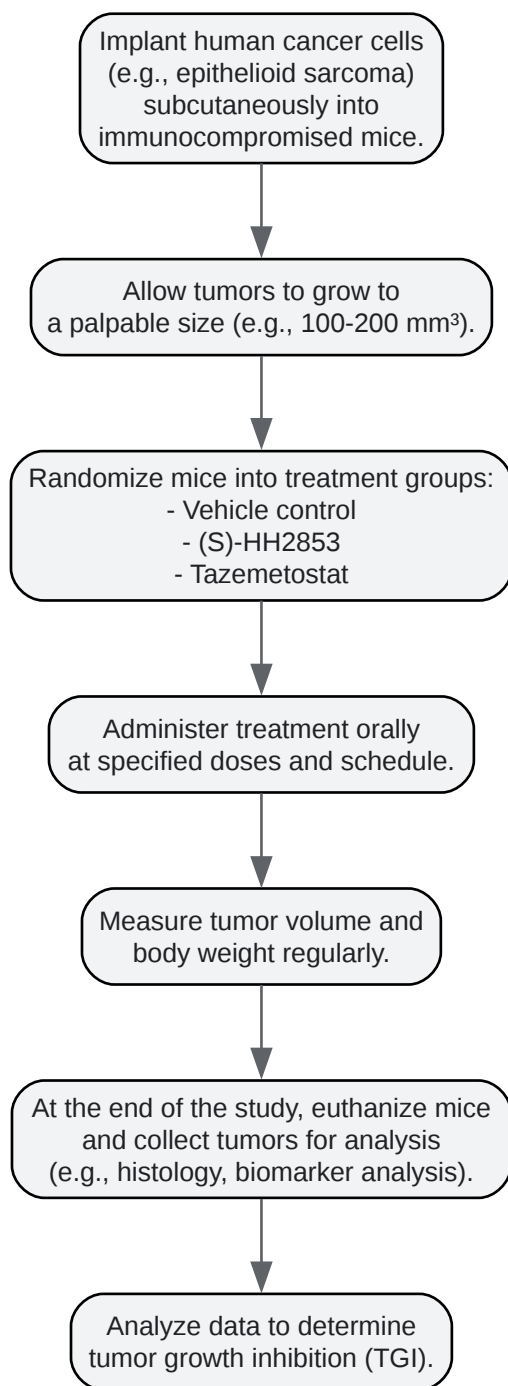 Implant human cancer cells
(e.g., epithelioid sarcoma)
subcutaneously into
immunocompromised mice.
Allow tumors to grow to
a palpable size (e.g., 100-200 mm³).
Randomize mice into treatment groups:
- Vehicle control
- (S)-HH2853
- Tazemetostat
Administer treatment orally
at specified doses and schedule.
Measure tumor volume and
body weight regularly.
At the end of the study, euthanize mice
and collect tumors for analysis
(e.g., histology, biomarker analysis).
Analyze data to determine
tumor growth inhibition (TGI).